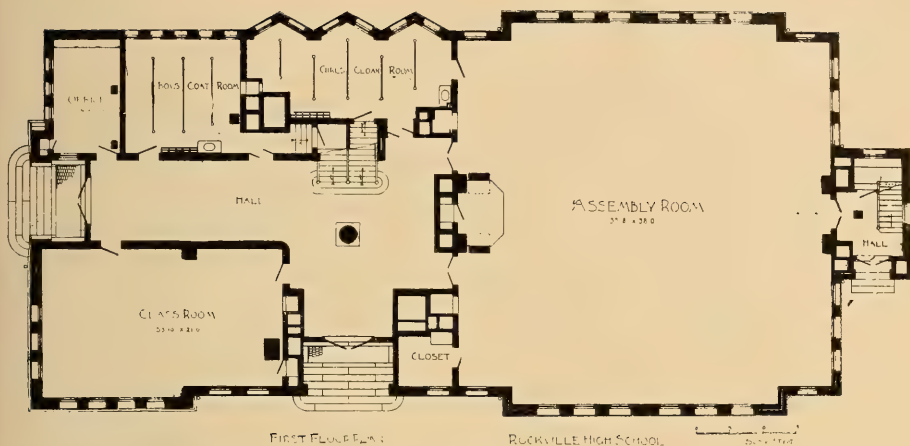 BOYS COAT ROOM
GIRLS CLOAK ROOM
OFFICE
HALL
ASSEMBLY ROOM
HALL
CLASS ROOM
CLOSET
FIRST FLOOR PLAN
ROCKVILLE HIGH SCHOOL